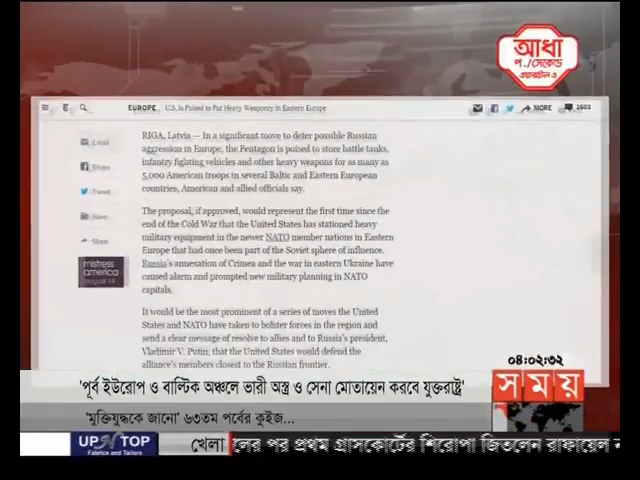 আধা
প./সেকেন্ড
EUROPE U.S. Is Poised to Put Heavy Weaponry in Eastern Europe
MORE 1603
Email
Share
Tweet
Save
More
mistress
america
august 14
RIGA, Latvia — In a significant move to deter possible Russian
aggression in Europe, the Pentagon is poised to store battle tanks,
infantry fighting vehicles and other heavy weapons for as many as
5,000 American troops in several Baltic and Eastern European
countries, American and allied officials say.
The proposal, if approved, would represent the first time since the
end of the Cold War that the United States has stationed heavy
military equipment in the newer NATO member nations in Eastern
Europe that had once been part of the Soviet sphere of influence.
Russia's annexation of Crimea and the war in eastern Ukraine have
caused alarm and prompted new military planning in NATO
capitals.
It would be the most prominent of a series of moves the United
States and NATO have taken to bolster forces in the region and
send a clear message of resolve to allies and to Russia's president,
Vladimir V. Putin, that the United States would defend the
alliance's members closest to the Russian frontier.
04:02:32
সময়
'পূর্ব ইউরোপ ও বাল্টিক অঞ্চলে ভারী অস্ত্র ও সেনা মোতায়েন করবে যুক্তরাষ্ট্র'
'মুক্তিযুদ্ধকে জানো' ৬৩তম পর্বের কুইজ...
UP N TOP
Fabrics and Tailors
খেলা লের পর প্রথম গ্রাসকোর্টের শিরোপা জিতলেন রাফায়েল